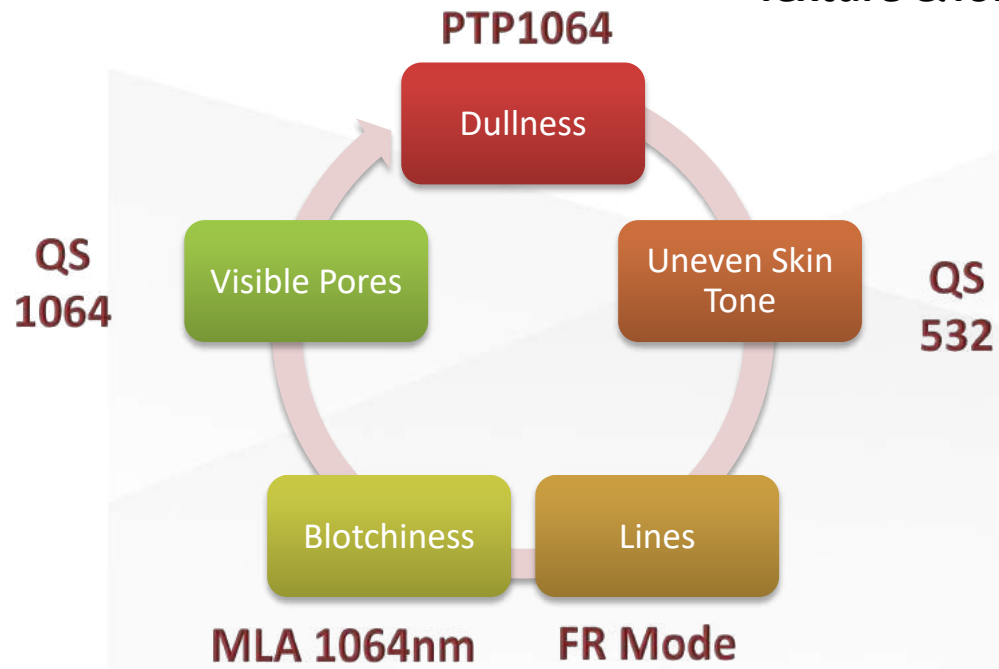 PTP1064
Dullness
Uneven Skin
Tone
QS
532
Lines
FR Mode
Blotchiness
MLA 1064nm
Visible Pores
QS
1064